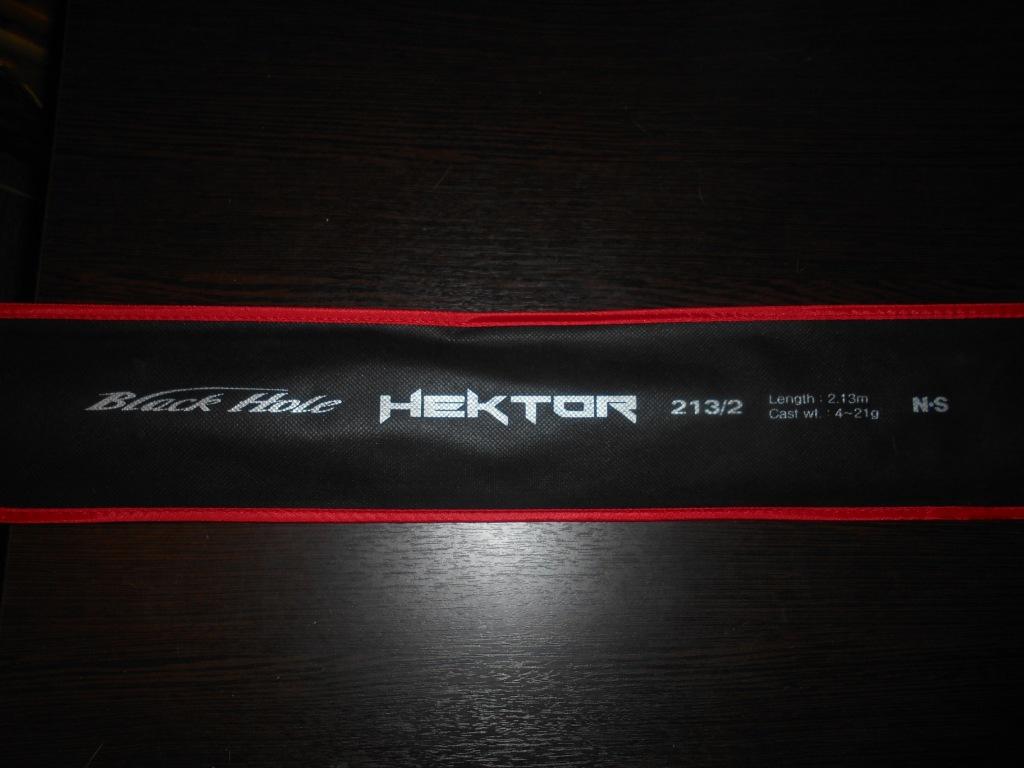 Black Hole HEKTOR 213/2 Length : 2.13m N·S
Cast wt. : 4~21g